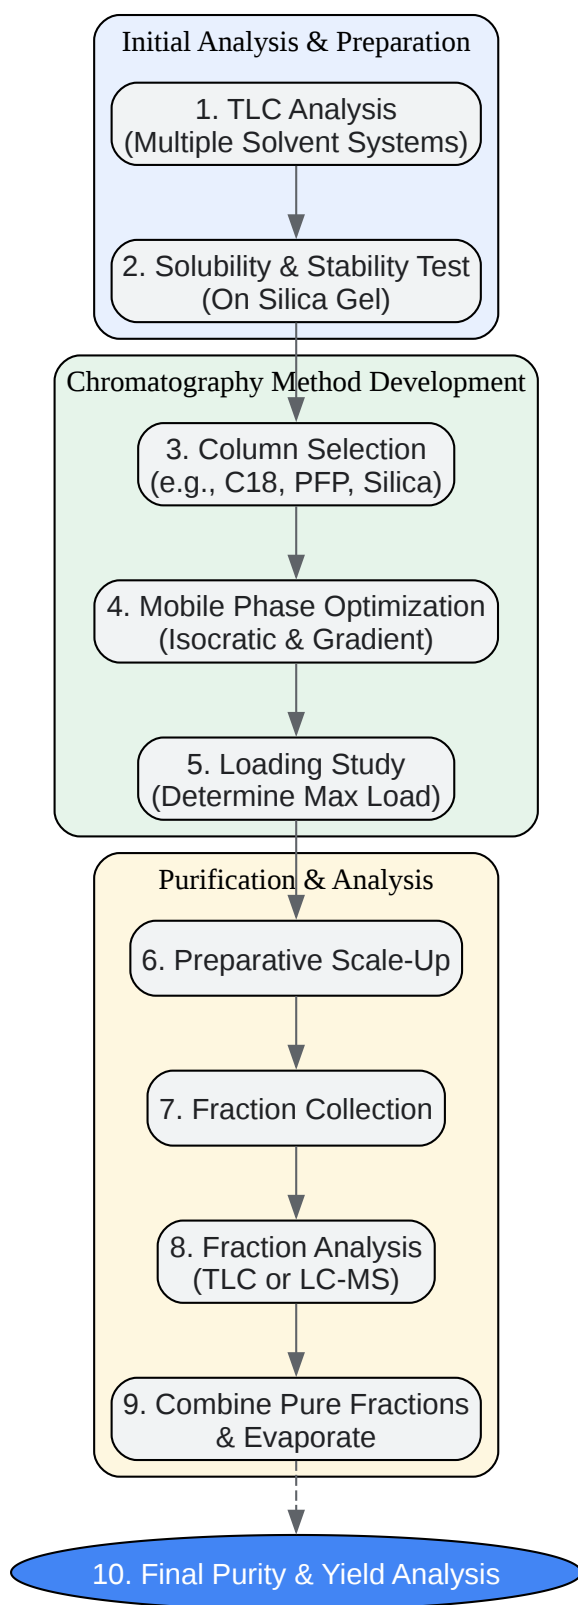 Initial Analysis & Preparation
1. TLC Analysis
(Multiple Solvent Systems)
2. Solubility & Stability Test
(On Silica Gel)
Chromatography Method Development
3. Column Selection
(e.g., C18, PFP, Silica)
4. Mobile Phase Optimization
(Isocratic & Gradient)
5. Loading Study
(Determine Max Load)
Purification & Analysis
6. Preparative Scale-Up
7. Fraction Collection
8. Fraction Analysis
(TLC or LC-MS)
9. Combine Pure Fractions
& Evaporate
10. Final Purity & Yield Analysis